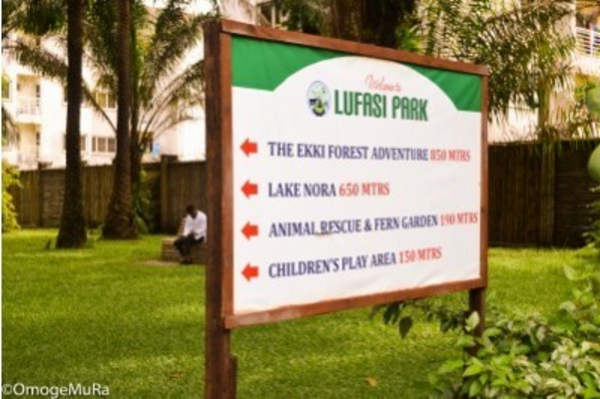 Welcome to
LUFASI PARK
THE EKKI FOREST ADVENTURE 850 MTRS
LAKE NORA 650 MTRS
ANIMAL RESCUE & FERN GARDEN 190 MTRS
CHILDREN'S PLAY AREA 150 MTRS
©OmogeMuRa